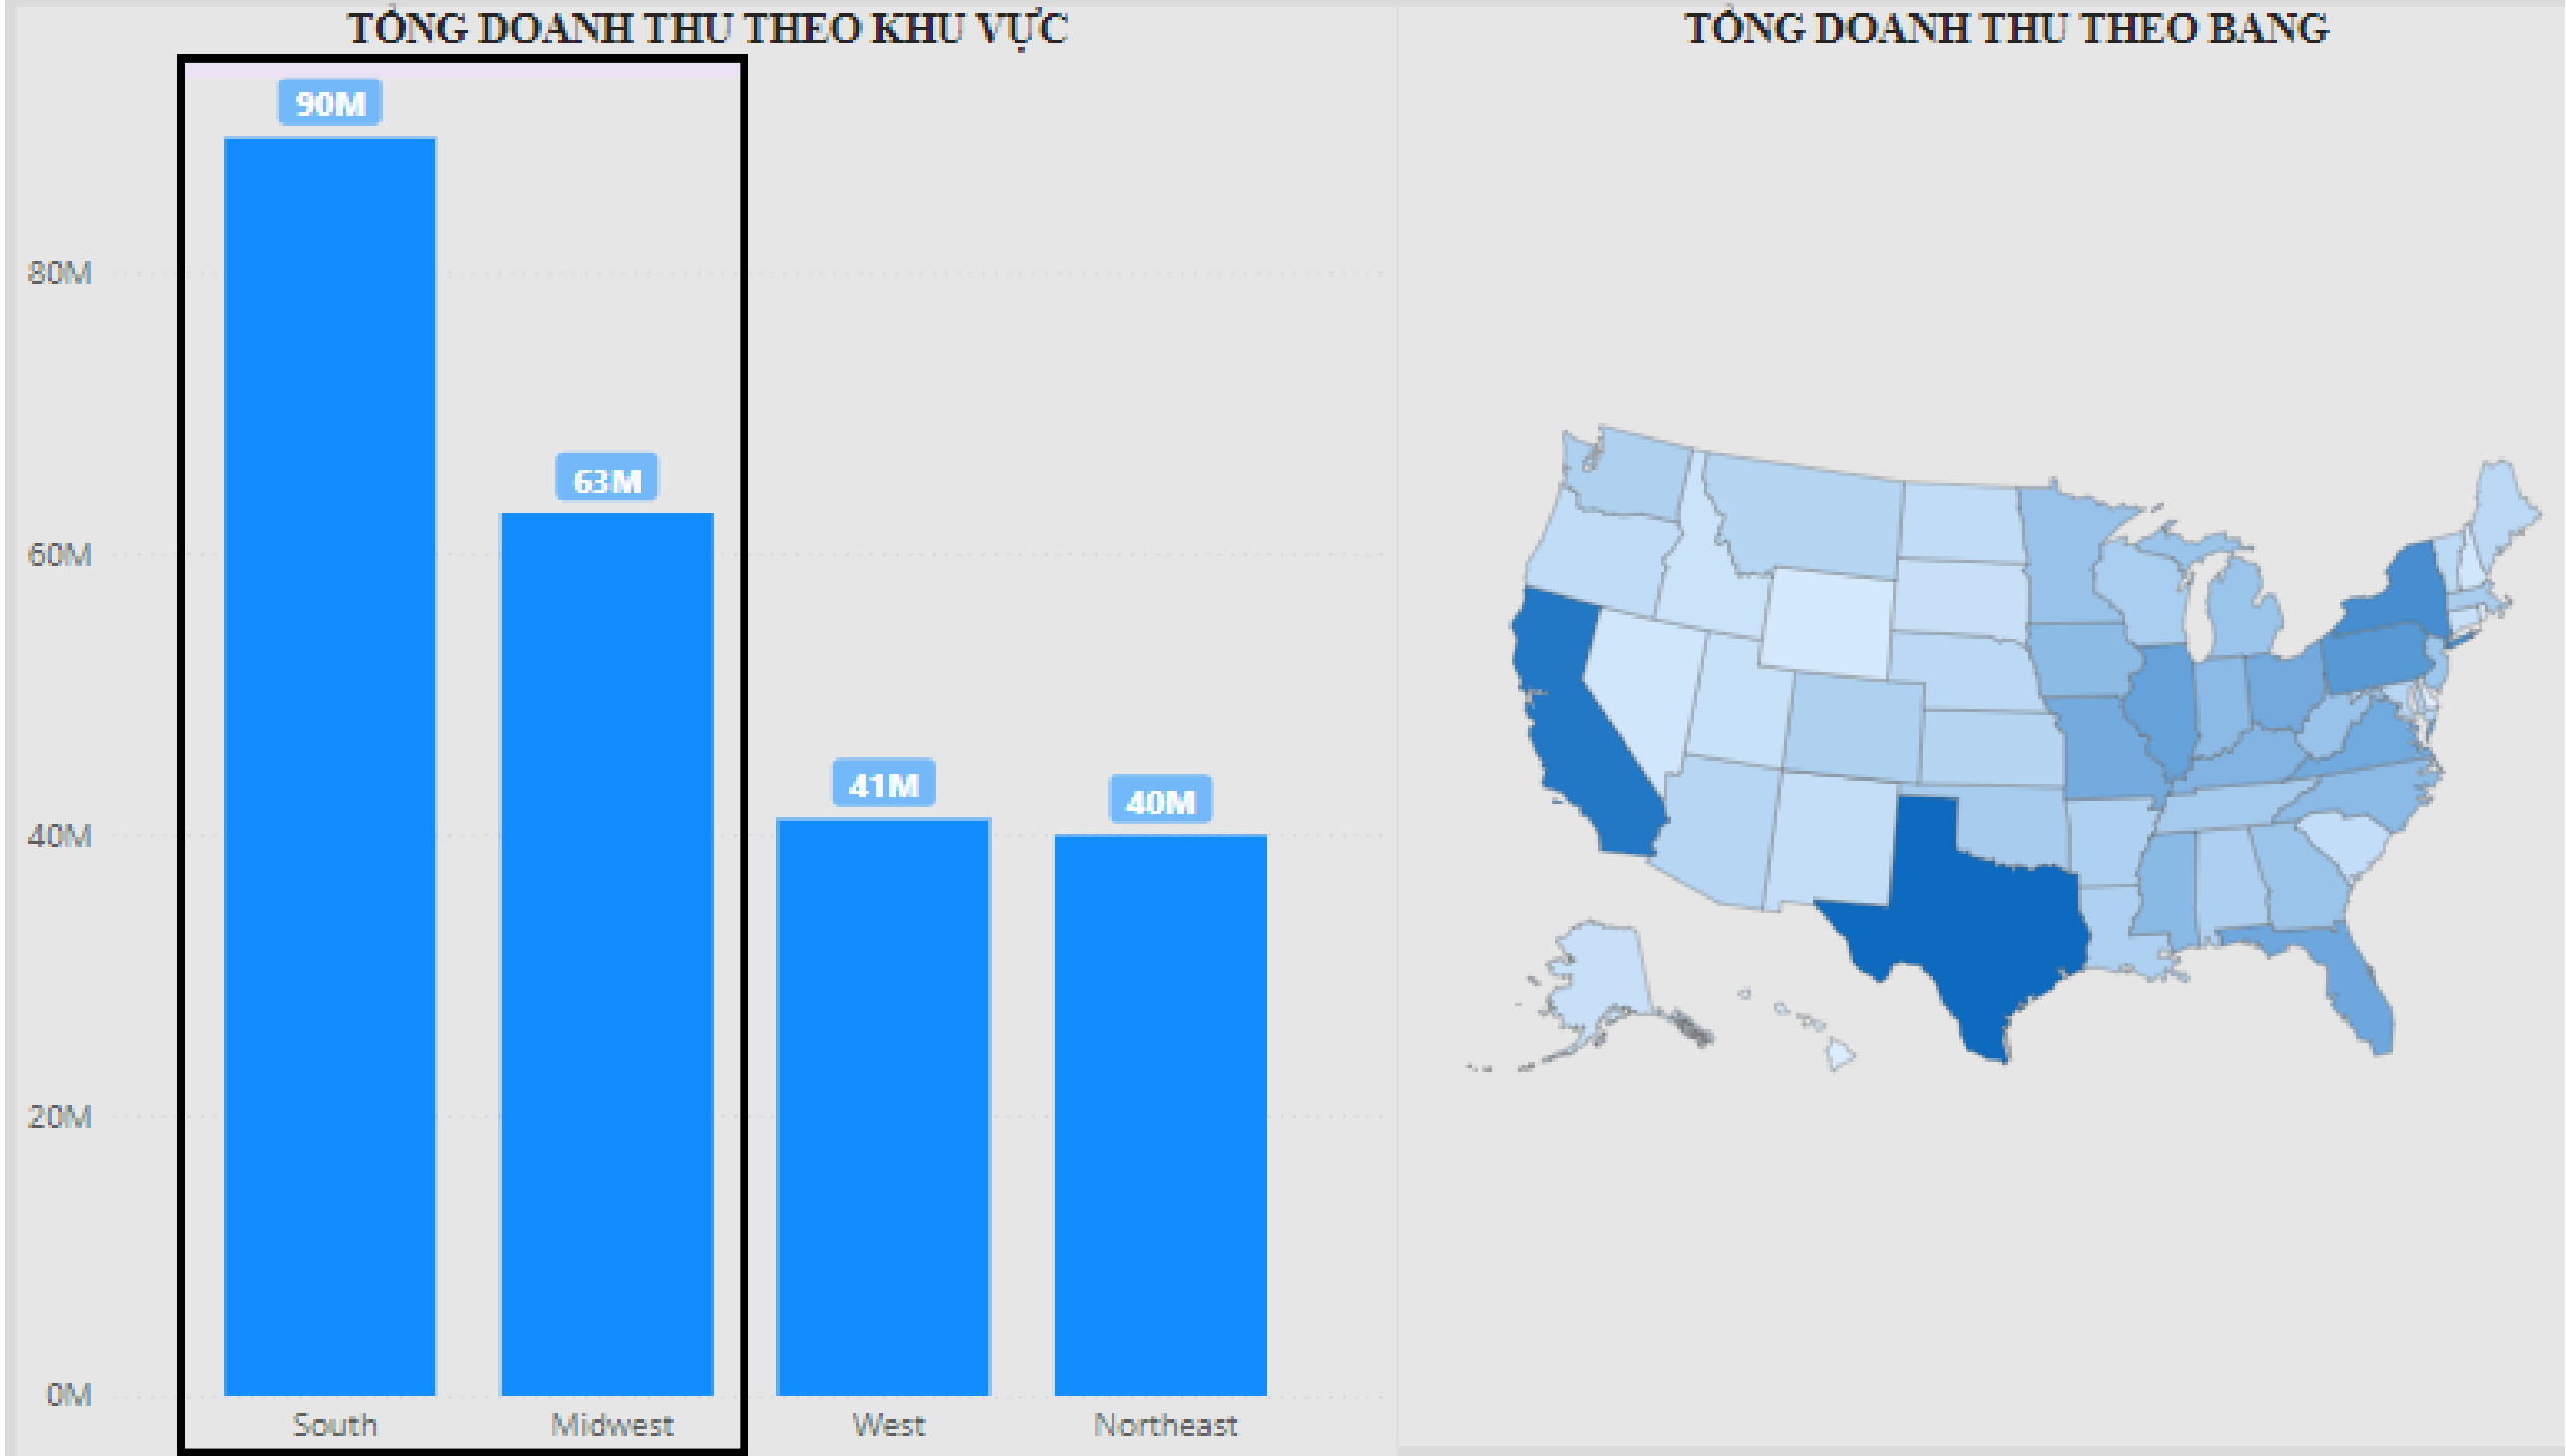 TỔNG DOANH THU THEO KHU VỰC
90M
80M
63M
60M
41M
40M
40M
20M
0M
South Midwest West Northeast
TỔNG DOANH THU THEO BANG